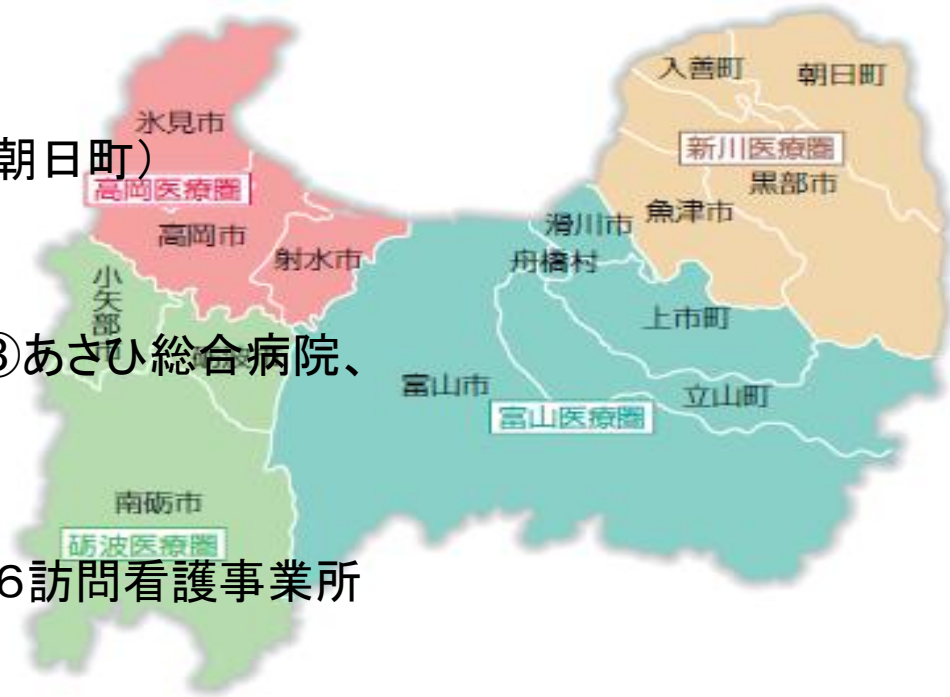 入善町
朝日町
氷見市
朝日町）
新川医療圏
高岡医療圏
黒部市
魚津市
滑川市
高岡市
射水市
舟橋村
小矢部市
上市町
③あさひ総合病院、
富山市
立山町
富山医療圏
南砺市
砺波医療圏
6訪問看護事業所